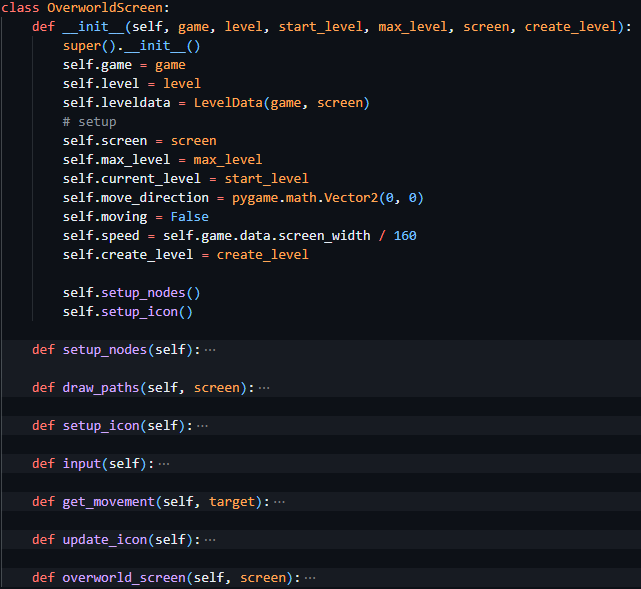 class OverworldScreen:
    def __init__(self, game, level, start_level, max_level, screen, create_level):
        super().__init__()
        self.game = game
        self.level = level
        self.leveldata = LevelData(game, screen)
        # setup
        self.screen = screen
        self.max_level = max_level
        self.current_level = start_level
        self.move_direction = pygame.math.Vector2(0, 0)
        self.moving = False
        self.speed = self.game.data.screen_width / 160
        self.create_level = create_level

        self.setup_nodes()
        self.setup_icon()

    def setup_nodes(self):···

    def draw_paths(self, screen):···

    def setup_icon(self):···

    def input(self):···

    def get_movement(self, target):···

    def update_icon(self):···

    def overworld_screen(self, screen):···